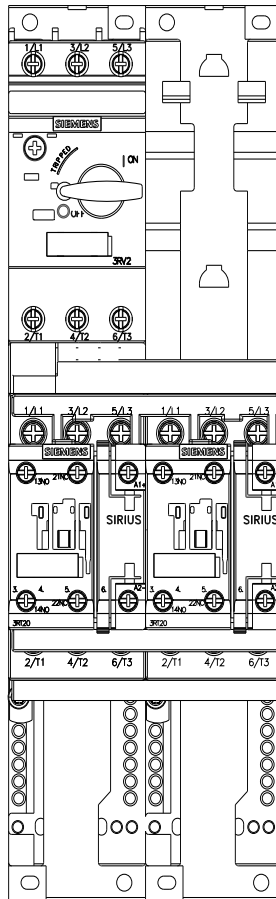 1/L1 3/L2 5/L3
SIEMENS
TRIPPED
ON
OFF
3RV2
2/T1 4/T2 6/T3
1/L1 3/L2 5/L3 1/L1 3/L2 5/L3
SIEMENS SIEMENS
13NO 21NC 13NO 21NC
A1+
SIRIUS SIRIUS
A2-
3. 4. 5. 6. 3. 4. 5. 6.
14NO 22NC 14NO 22NC
3RT20 3RT20
2/T1 4/T2 6/T3 2/T1 4/T2 6/T3